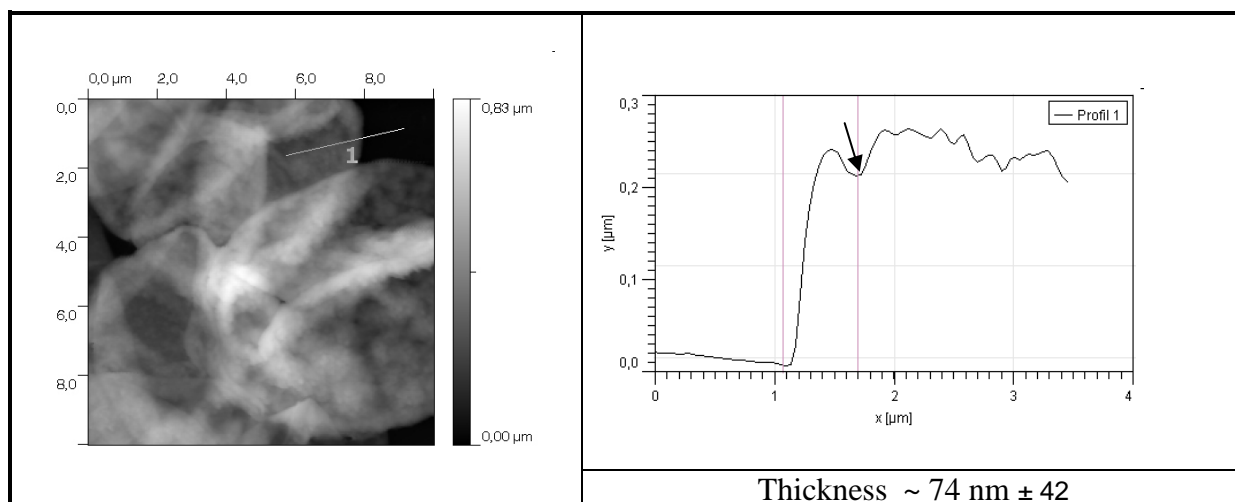 0,0 µm 2,0 4,0 6,0 8,0
0,0
2,0
4,0
6,0
8,0
1
0,83 µm
0,00 µm
0,3
0,2
0,1
0,0
y [µm]
0 1 2 3 4
x [µm]
Profil 1
Thickness ~ 74 nm ± 42